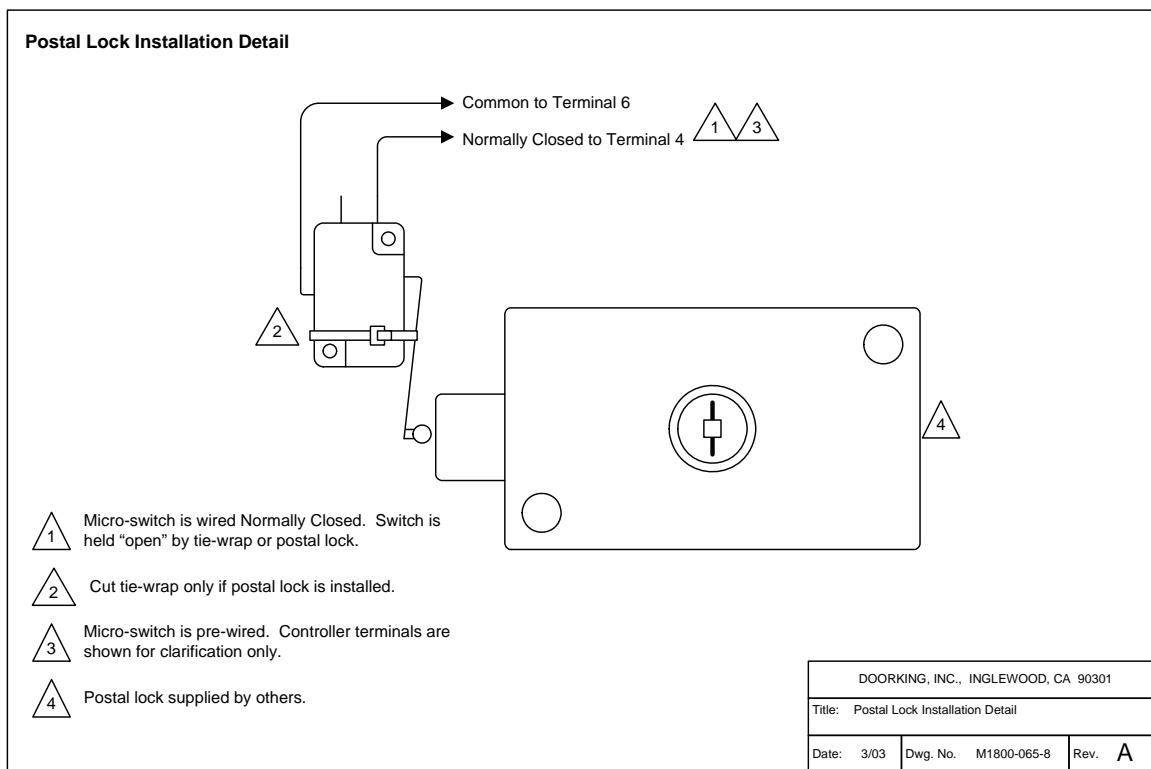 Postal Lock Installation Detail
Common to Terminal 6
Normally Closed to Terminal 4
1 3
2
4
1 Micro-switch is wired Normally Closed. Switch is
held “open” by tie-wrap or postal lock.
2 Cut tie-wrap only if postal lock is installed.
3 Micro-switch is pre-wired. Controller terminals are
shown for clarification only.
4 Postal lock supplied by others.
DOORKING, INC., INGLEWOOD, CA 90301
Title: Postal Lock Installation Detail
Date: 3/03 Dwg. No. M1800-065-8 Rev. A